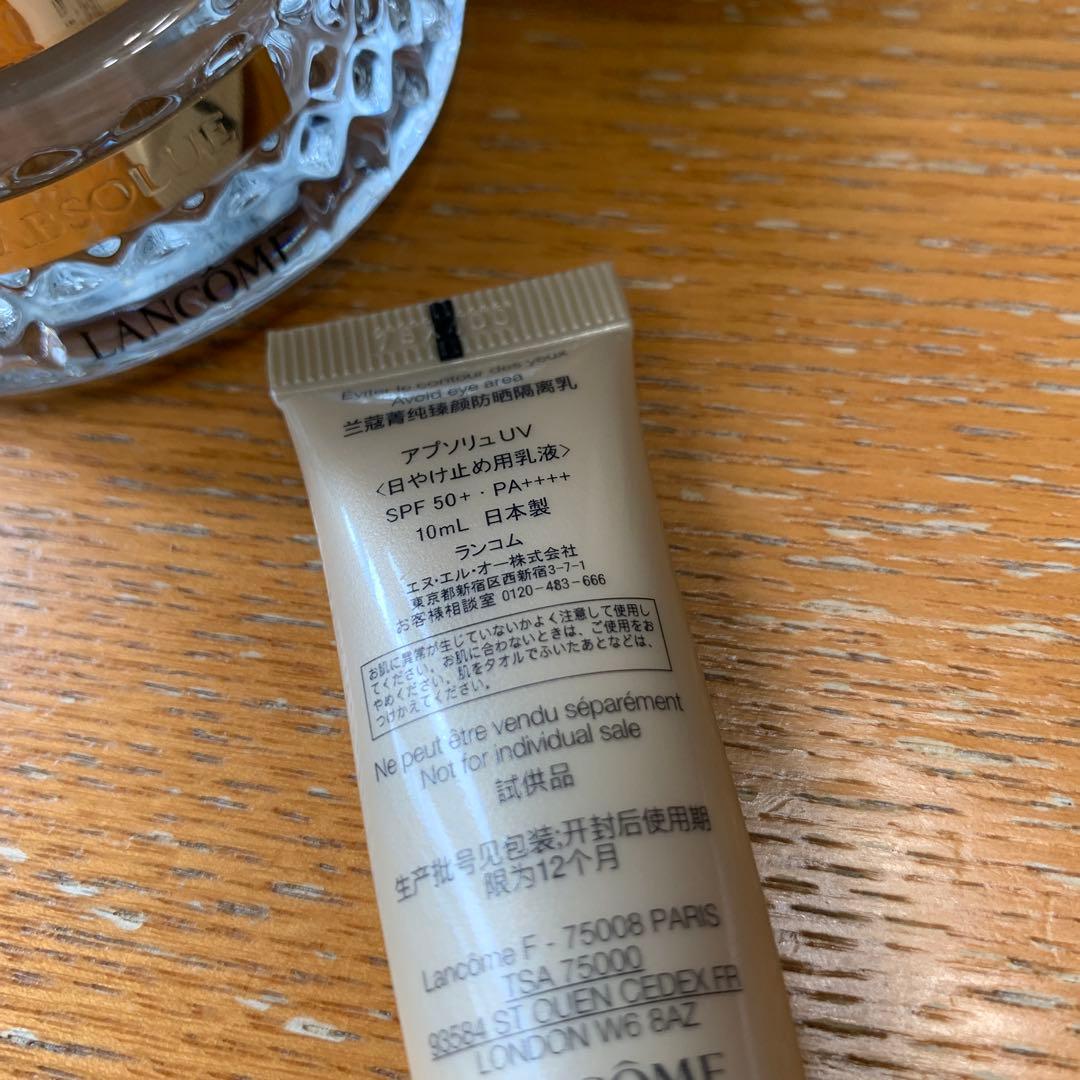 ABSOLUE
LANCÔME
Éviter le contour des yeux
Avoid eye area
兰蔻菁纯臻颜防晒隔离乳
アプソリュ UV
〈日やけ止め用乳液〉
SPF 50+ · PA++++
10mL 日本製
ランコム
エヌ・エル・オー株式会社
東京都新宿区西新宿3-7-1
お客様相談室 0120-483-666
お肌に異常が生じていないかよく注意して使用し
てください。お肌に合わないときは、ご使用をお
やめください。肌をタオルでふいたあとなどは、
つけかえてください。
Ne peut être vendu séparément
Not for individual sale
試供品
生产批号见包装;开封后使用期
限为12个月
Lancôme F - 75008 PARIS
TSA 75000
93584 ST OUEN CEDEX FR
LONDON W6 8AZ
LANCÔME